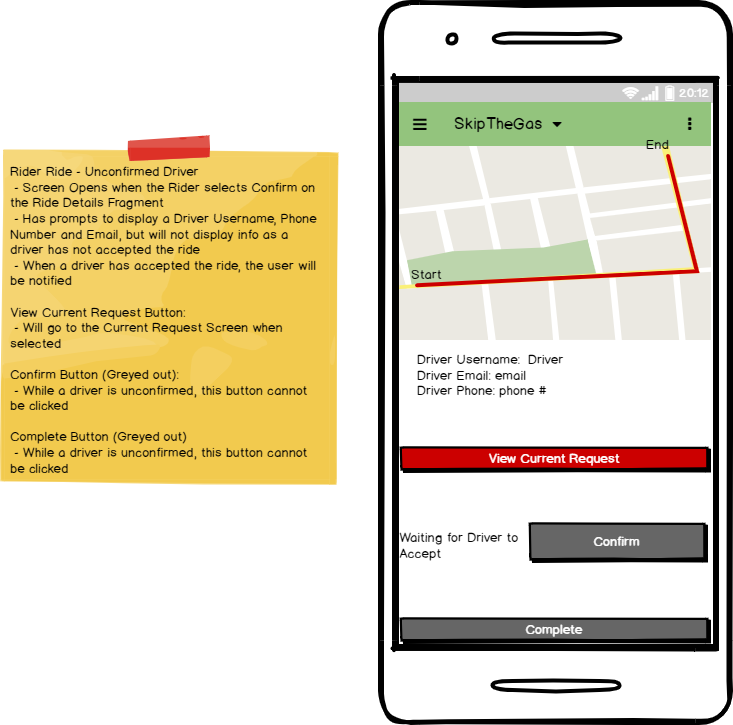 Rider Ride - Unconfirmed Driver
- Screen Opens when the Rider selects Confirm on
the Ride Details Fragment
- Has prompts to display a Driver Username, Phone
Number and Email, but will not display info as a
driver has not accepted the ride
- When a driver has accepted the ride, the user will
be notified
View Current Request Button:
- Will go to the Current Request Screen when
selected
Confirm Button (Greyed out):
- While a driver is unconfirmed, this button cannot
be clicked
Complete Button (Greyed out)
- While a driver is unconfirmed, this button cannot
be clicked
20:12
SkipTheGas
End
Start
Driver Username: Driver
Driver Email: email
Driver Phone: phone #
View Current Request
Waiting for Driver to
Accept
Confirm
Complete